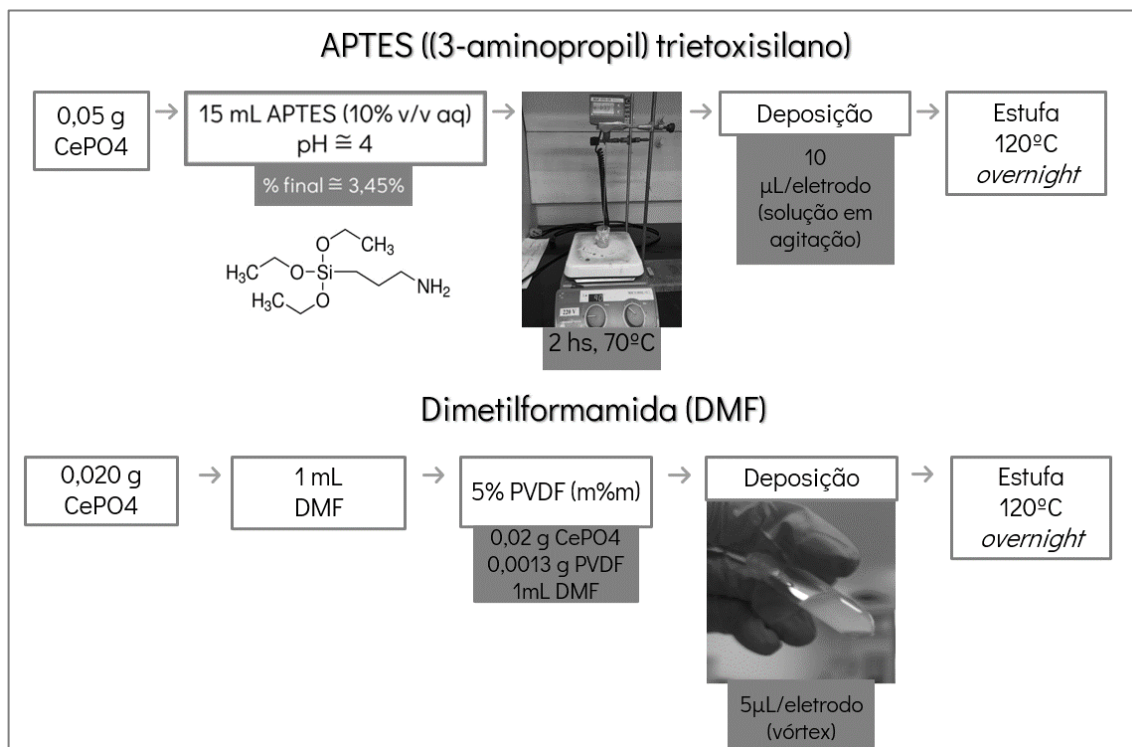 APTES ((3-aminopropil) trietoxisilano)
0,05 g
CePO4
15 mL APTES (10% v/v aq)
pH ≅ 4
% final ≅ 3,45%
Deposição
10
µL/eletrodo
(solução em
agitação)
Estufa
120ºC
overnight
O
CH₃
H₃C
O
Si
NH₂
H₃C
O
2 hs, 70ºC
Dimetilformamida (DMF)
0,020 g
CePO4
1 mL
DMF
5% PVDF (m%m)
0,02 g CePO4
0,0013 g PVDF
1mL DMF
Deposição
5µL/eletrodo
(vórtex)
Estufa
120ºC
overnight